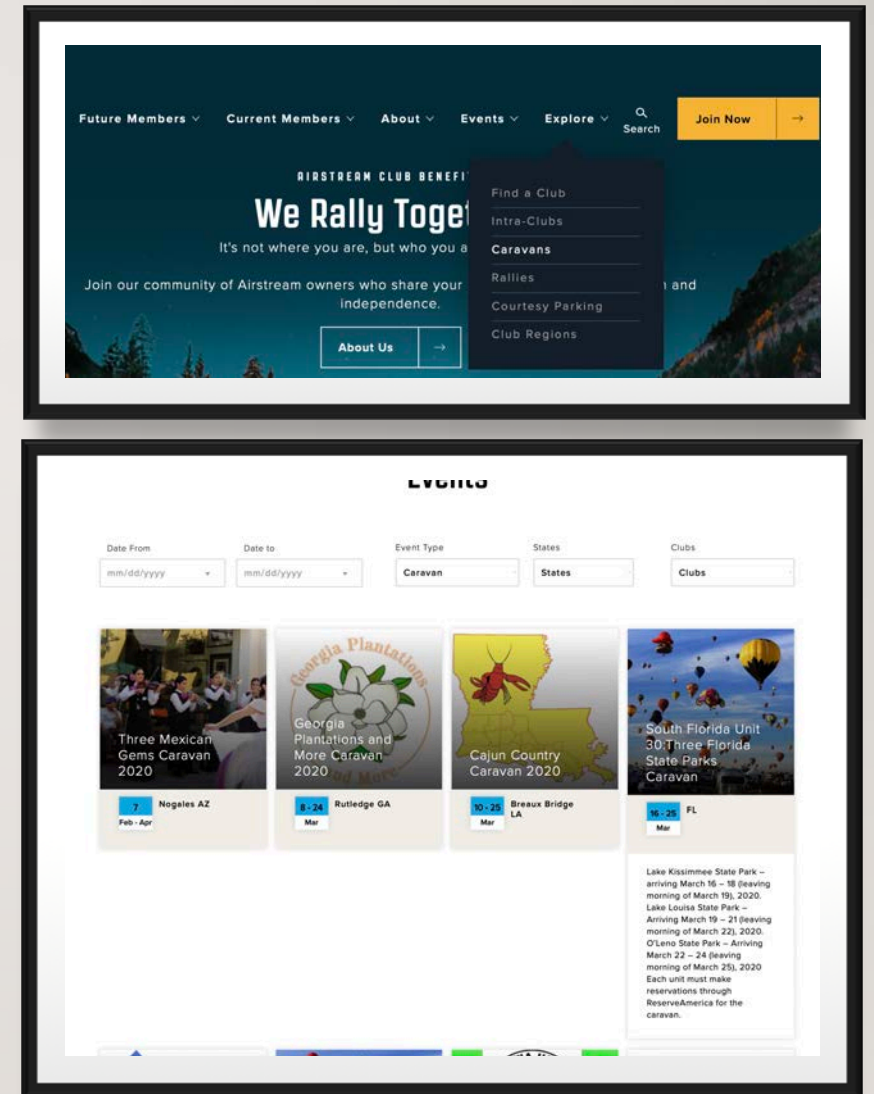 Future Members
Current Members
About
Events
Explore
Search
Join Now
AIRSTREAM CLUB BENEFI
We Rally Toget
It's not where you are, but who you a
Join our community of Airstream owners who share your
n and
independence.
About Us
Find a Club
Intra-Clubs
Caravans
Rallies
Courtesy Parking
Club Regions
Events
Date From
Date to
Event Type
States
Clubs
mm/dd/yyyy
mm/dd/yyyy
Caravan
States
Clubs
Three Mexican
Gems Caravan
2020
7
Feb - Apr
Nogales AZ
Georgia Plantations
and More
Georgia
Plantations and
More Caravan
2020
8 - 24
Mar
Rutledge GA
Cajun Country
Caravan 2020
10 - 25
Mar
Breaux Bridge
LA
South Florida Unit
30:Three Florida
State Parks
Caravan
16 - 25
Mar
FL
Lake Kissimmee State Park –
arriving March 16 – 18 (leaving
morning of March 19), 2020.
Lake Louisa State Park –
Arriving March 19 – 21 (leaving
morning of March 22), 2020.
O'Leno State Park – Arriving
March 22 – 24 (leaving
morning of March 25), 2020
Each unit must make
reservations through
ReserveAmerica for the
caravan.